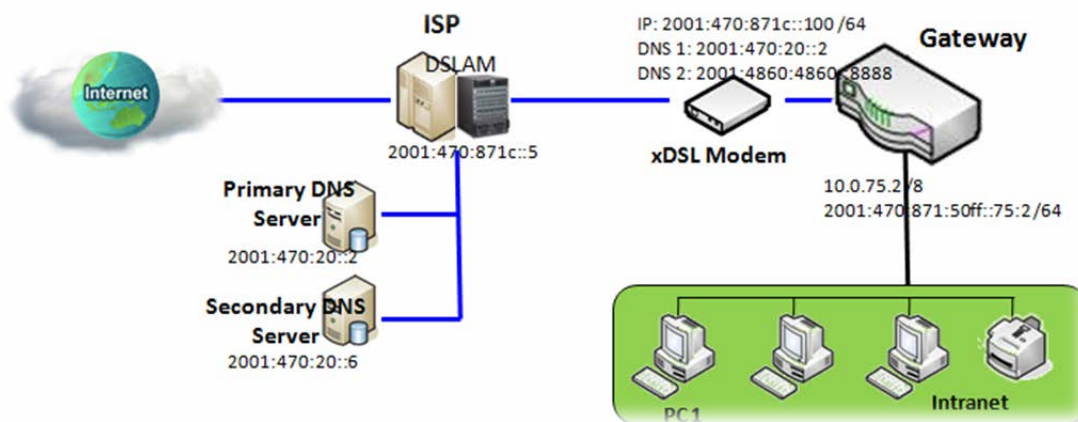 ISP
DSLAM
Internet
2001:470:871c::5
Primary DNS
Server
2001:470:20::2
Secondary DNS
Server
2001:470:20::6
IP: 2001:470:871c::100 /64
DNS 1: 2001:470:20::2
DNS 2: 2001:4860:4860::8888
Gateway
xDSL Modem
10.0.75.2 /8
2001:470:871:50ff::75:2 /64
PC1
Intranet